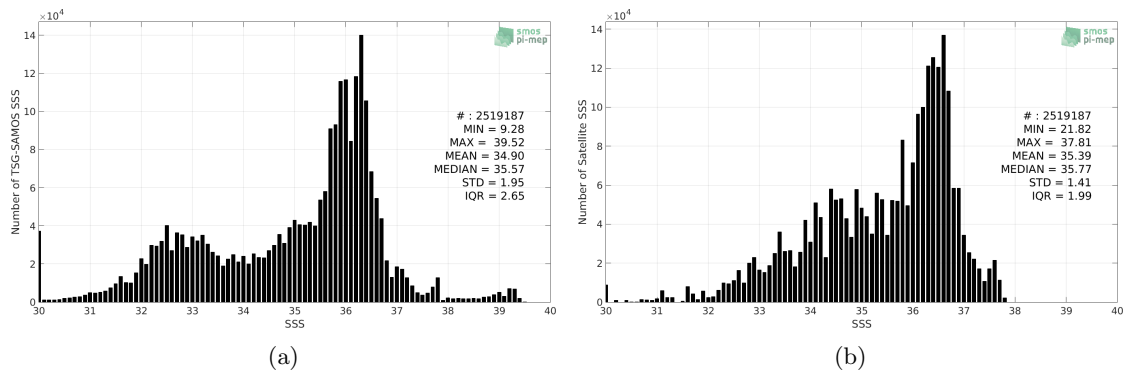 ×10⁴
14
12
10
8
6
4
2
0
30 31 32 33 34 35 36 37 38 39 40
SSS
Number of TSG-SAMOS SSS
smos
pi-mep
# : 2519187
MIN = 9.28
MAX = 39.52
MEAN = 34.90
MEDIAN = 35.57
STD = 1.95
IQR = 2.65
(a)
×10⁴
14
12
10
8
6
4
2
0
30 31 32 33 34 35 36 37 38 39 40
SSS
Number of Satellite SSS
smos
pi-mep
# : 2519187
MIN = 21.82
MAX = 37.81
MEAN = 35.39
MEDIAN = 35.77
STD = 1.41
IQR = 1.99
(b)